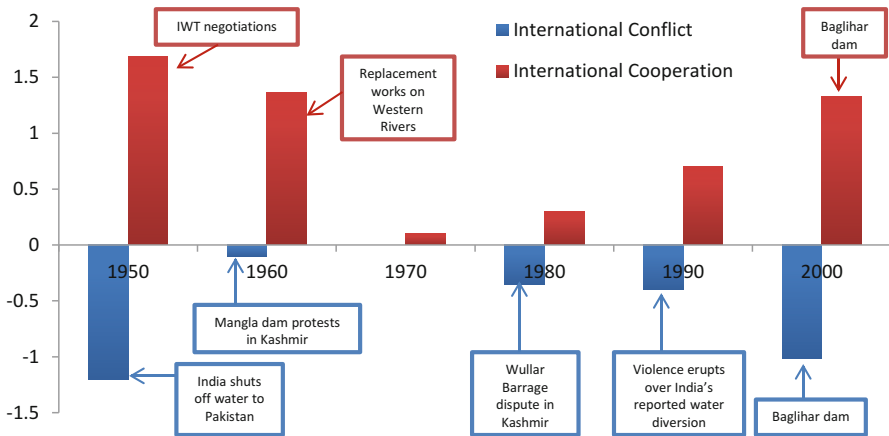 2
1.5
1
0.5
0
-0.5
-1
-1.5
IWT negotiations
International Conflict
International Cooperation
Replacement
works on
Western
Rivers
Baglihar
dam
1950
1960
1970
1980
1990
2000
Mangla dam protests
in Kashmir
India shuts
off water to
Pakistan
Wullar
Barrage
dispute in
Kashmir
Violence erupts
over India's
reported water
diversion
Baglihar dam